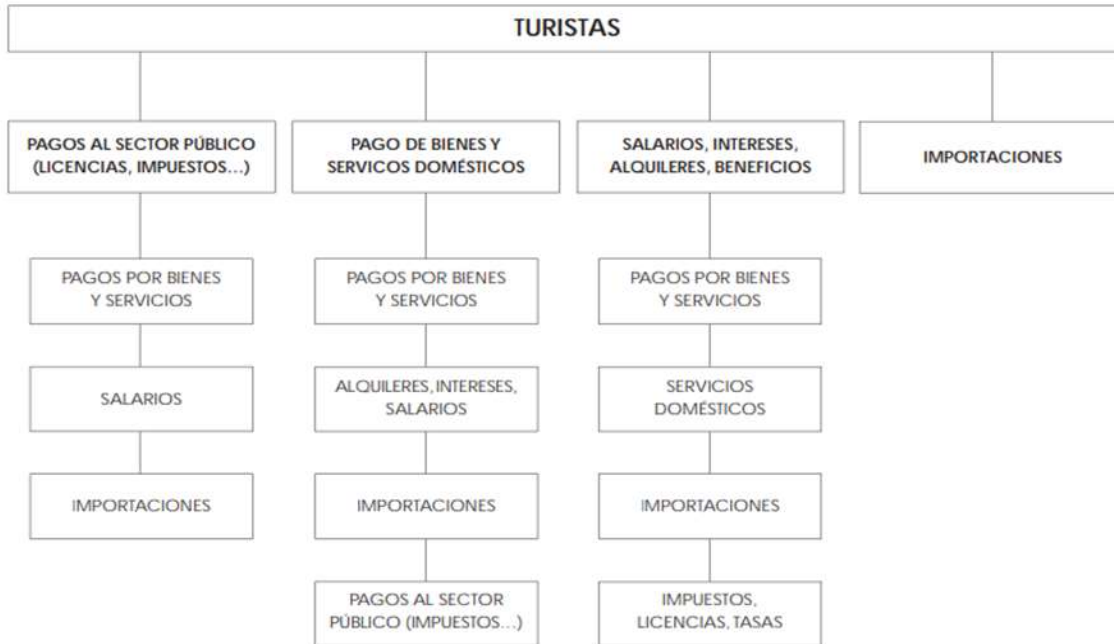 TURISTAS
PAGOS AL SECTOR PÚBLICO
(LICENCIAS, IMPUESTOS...)
PAGO DE BIENES Y
SERVICOS DOMÉSTICOS
SALARIOS, INTERESES,
ALQUILERES, BENEFICIOS
IMPORTACIONES
PAGOS POR BIENES
Y SERVICIOS
PAGOS POR BIENES
Y SERVICIOS
PAGOS POR BIENES
Y SERVICIOS
SALARIOS
ALQUILERES, INTERESES,
SALARIOS
SERVICIOS
DOMÉSTICOS
IMPORTACIONES
IMPORTACIONES
IMPORTACIONES
PAGOS AL SECTOR
PÚBLICO (IMPUESTOS...)
IMPUESTOS,
LICENCIAS, TASAS